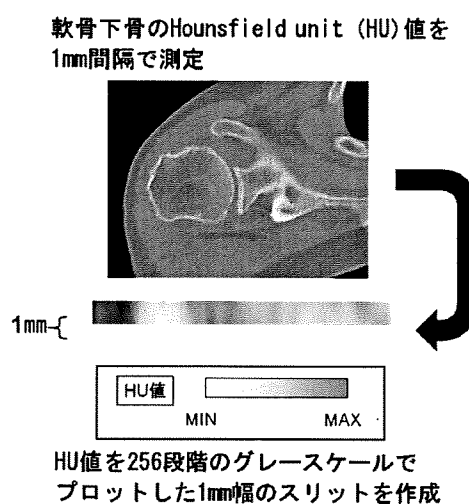 軟骨下骨のHounsfield unit (HU)値を
1mm間隔で測定
1mm
HU値
MIN MAX
HU値を256段階のグレースケールで
プロットした1mm幅のスリットを作成